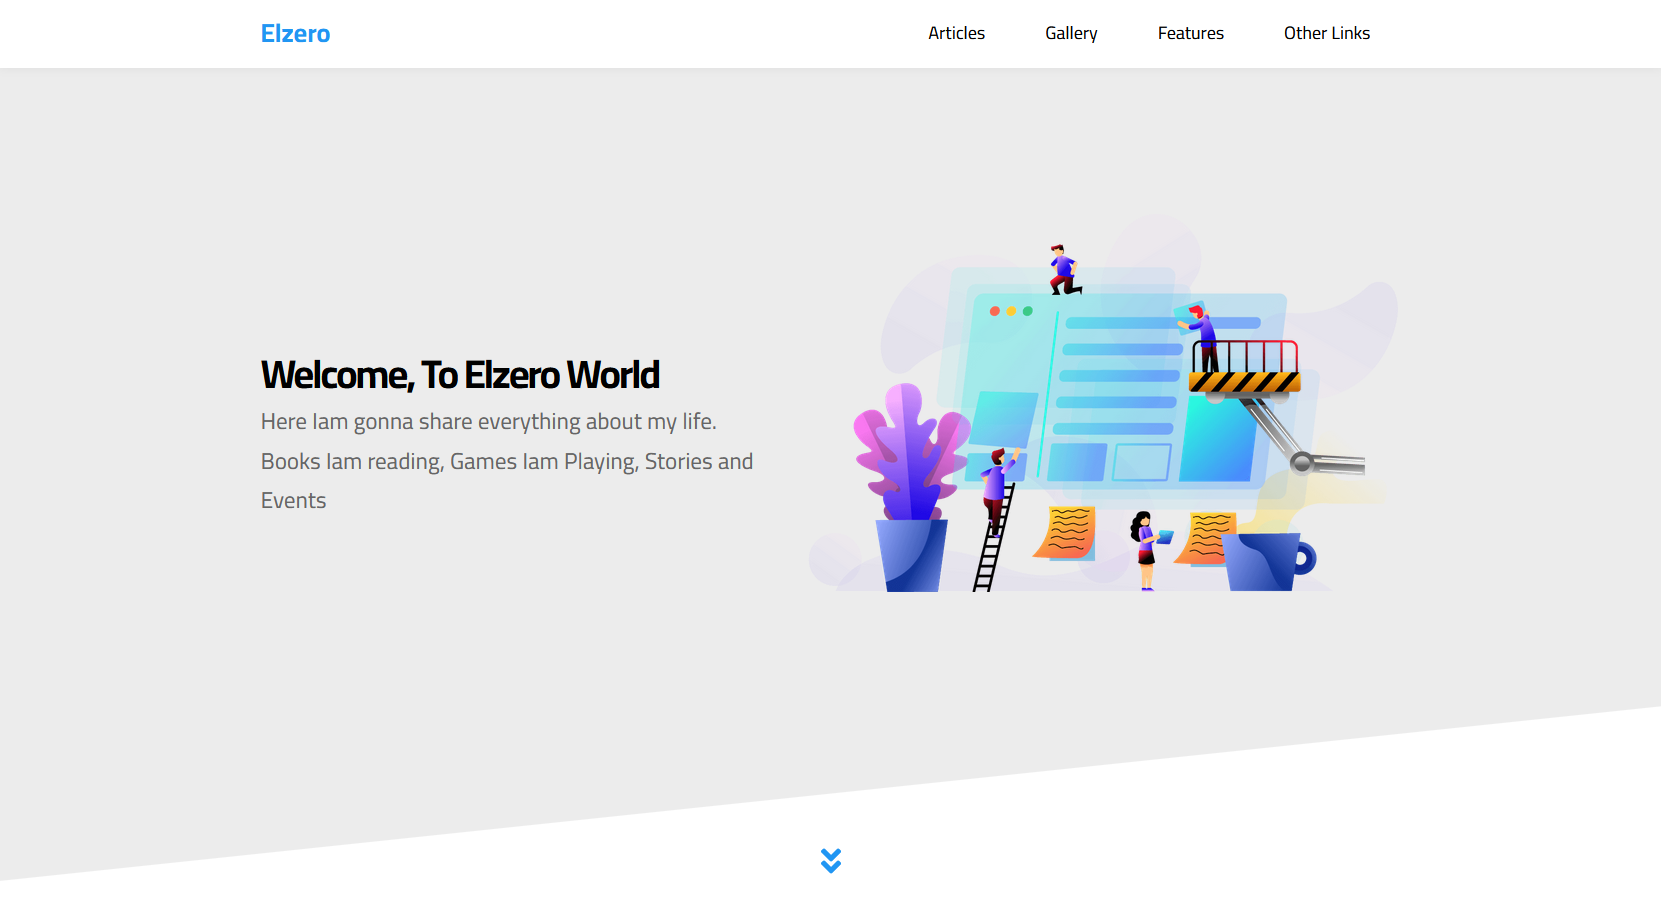 Elzero
Articles Gallery Features Other Links
Welcome, To Elzero World
Here Iam gonna share everything about my life.
Books Iam reading, Games Iam Playing, Stories and
Events